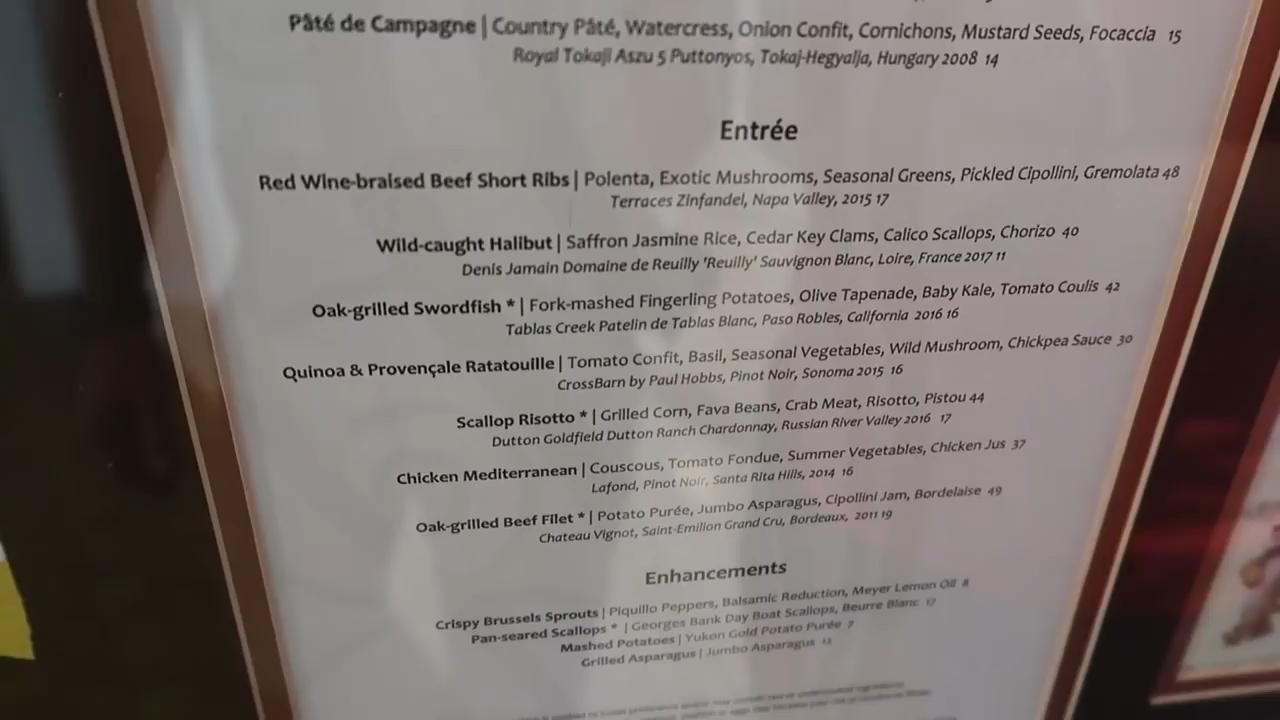 Pâté de Campagne | Country Pâté, Watercress, Onion Confit, Cornichons, Mustard Seeds, Focaccia 15
Royal Tokaji Aszu 5 Puttonyos, Tokaj-Hegyalja, Hungary 2008 14
Entrée
Red Wine-braised Beef Short Ribs | Polenta, Exotic Mushrooms, Seasonal Greens, Pickled Cipollini, Gremolata 48
Terraces Zinfandel, Napa Valley, 2015 17
Wild-caught Halibut | Saffron Jasmine Rice, Cedar Key Clams, Calico Scallops, Chorizo 40
Denis Jamain Domaine de Reuilly 'Reuilly' Sauvignon Blanc, Loire, France 2017 11
Oak-grilled Swordfish * | Fork-mashed Fingerling Potatoes, Olive Tapenade, Baby Kale, Tomato Coulis 42
Tablas Creek Patelin de Tablas Blanc, Paso Robles, California 2016 16
Quinoa & Provençale Ratatouille | Tomato Confit, Basil, Seasonal Vegetables, Wild Mushroom, Chickpea Sauce 30
CrossBarn by Paul Hobbs, Pinot Noir, Sonoma 2015 16
Scallop Risotto * | Grilled Corn, Fava Beans, Crab Meat, Risotto, Pistou 44
Dutton Goldfield Dutton Ranch Chardonnay, Russian River Valley 2016 17
Chicken Mediterranean | Couscous, Tomato Fondue, Summer Vegetables, Chicken Jus 37
Lafond, Pinot Noir, Santa Rita Hills, 2014 16
Oak-grilled Beef Filet * | Potato Purée, Jumbo Asparagus, Cipollini Jam, Bordelaise 49
Chateau Vignot, Saint-Emilion Grand Cru, Bordeaux, 2011 19
Enhancements
Crispy Brussels Sprouts | Piquillo Peppers, Balsamic Reduction, Meyer Lemon Oil 8
Pan-seared Scallops * | Georges Bank Day Boat Scallops, Beurre Blanc 17
Mashed Potatoes | Yukon Gold Potato Purée 7
Grilled Asparagus | Jumbo Asparagus